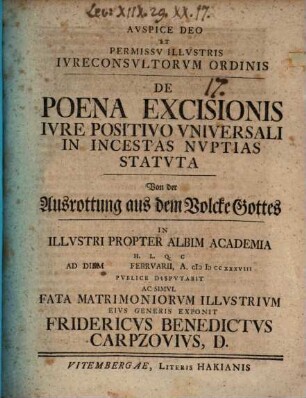 Lev: XIIX. 29. XX. 17.
AVSPICE DEO
ET
PERMISSV ILLVSTRIS
IVRECONSVLTORVM ORDINIS
17.
DE
POENA EXCISIONIS
IVRE POSITIVO VNIVERSALI
IN INCESTAS NVPTIAS
STATVTA
Von der
Ausrottung aus dem Volcke Gottes
IN
ILLVSTRI PROPTER ALBIM ACADEMIA
H. L. Q. C
AD DIEM FEBRVARII, A. cIɔ Iɔ CC XXXVIII
PVBLICE DISPVTABIT
AC SIMVL
FATA MATRIMONIORVM ILLVSTRIVM
EIVS GENERIS EXPONIT
FRIDERICVS BENEDICTVS
CARPZOVIVS, D.
VITEMBERGAE, LITERIS HAKIANIS